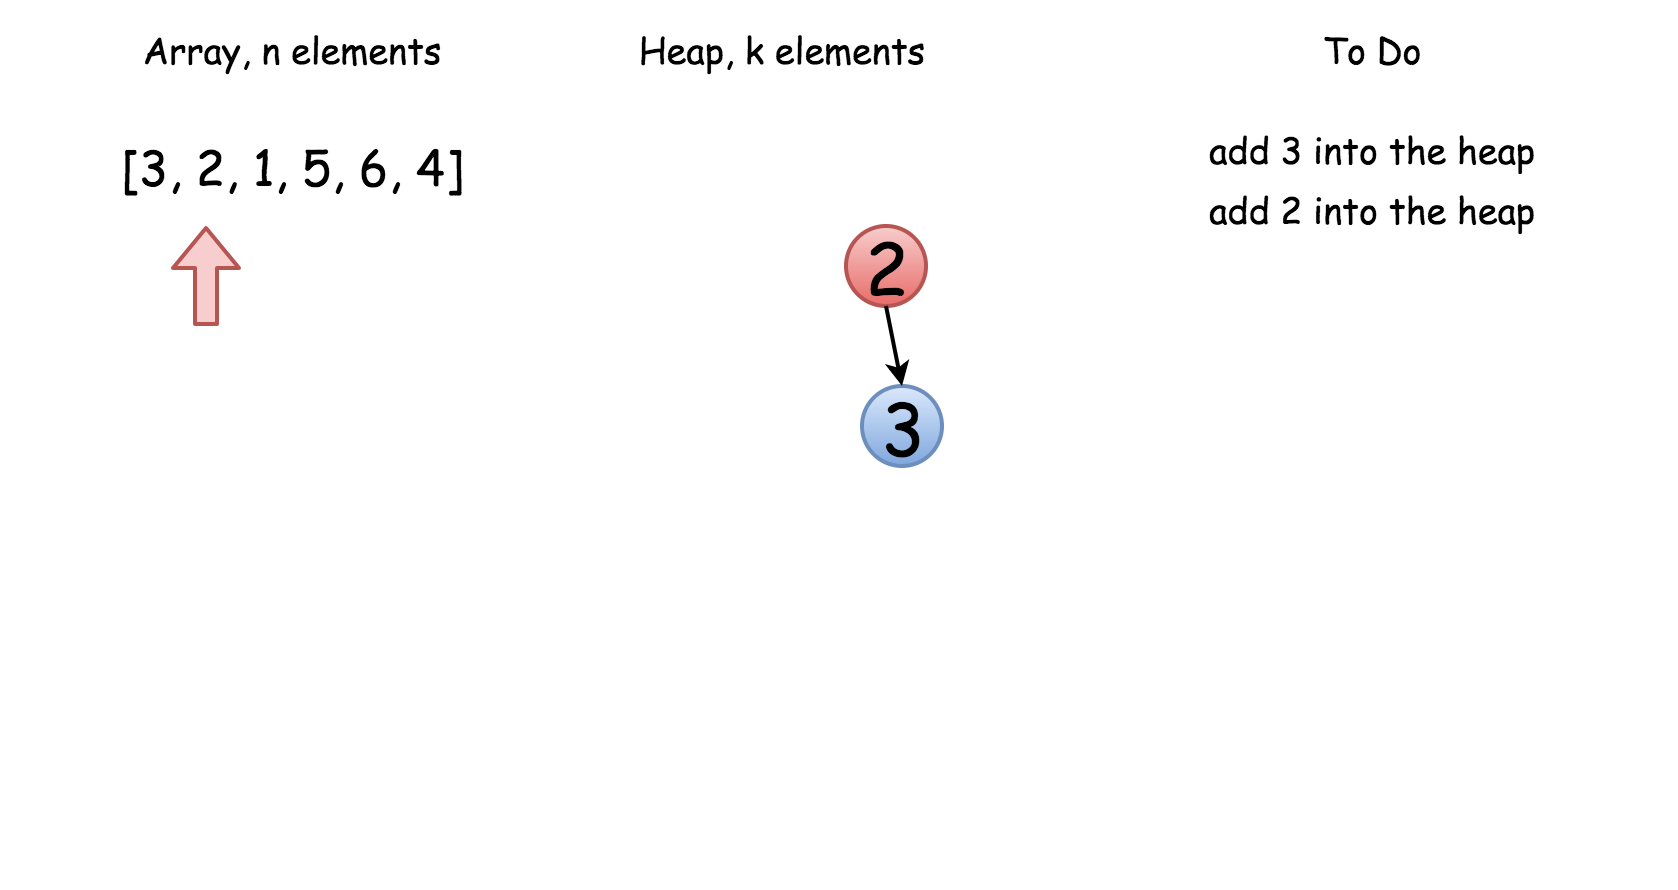 Array, n elements
Heap, k elements
To Do
[3, 2, 1, 5, 6, 4]
add 3 into the heap
add 2 into the heap
2
3